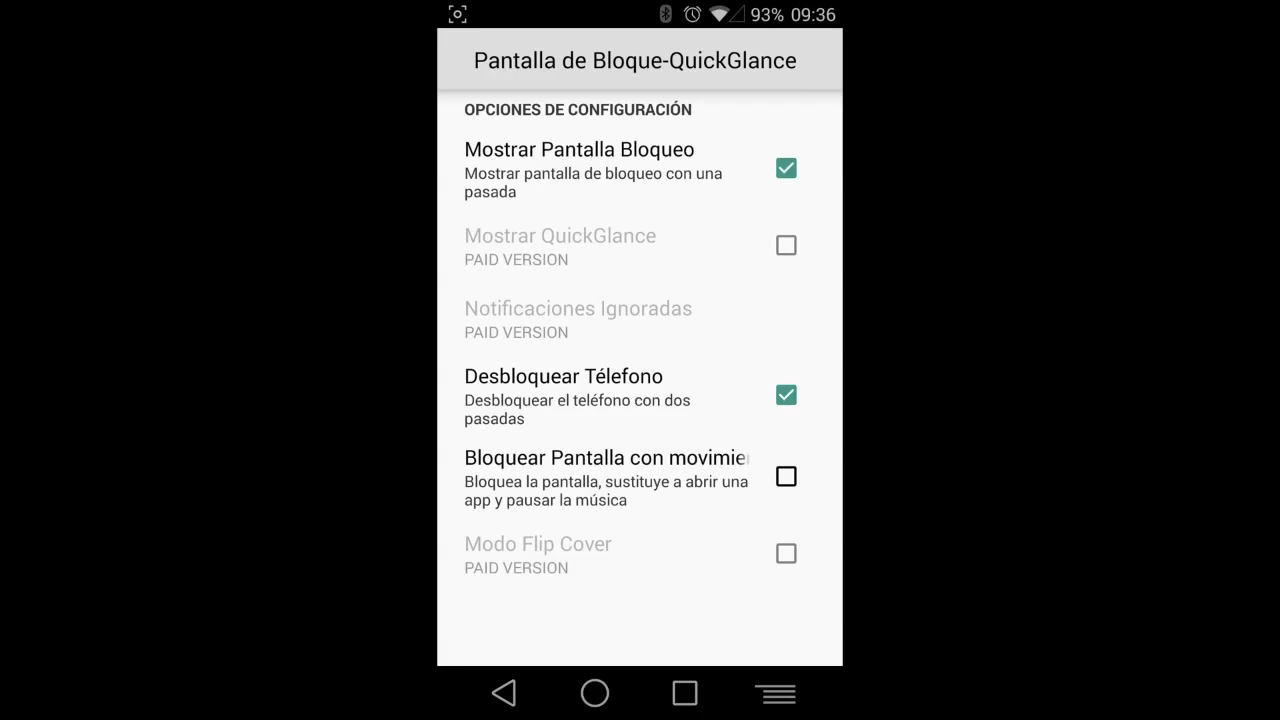 93% 09:36
Pantalla de Bloque-QuickGlance
OPCIONES DE CONFIGURACIÓN
Mostrar Pantalla Bloqueo
Mostrar pantalla de bloqueo con una
pasada
Mostrar QuickGlance
PAID VERSION
Notificaciones Ignoradas
PAID VERSION
Desbloquear Télefono
Desbloquear el teléfono con dos
pasadas
Bloquear Pantalla con movimie
Bloquea la pantalla, sustituye a abrir una
app y pausar la música
Modo Flip Cover
PAID VERSION